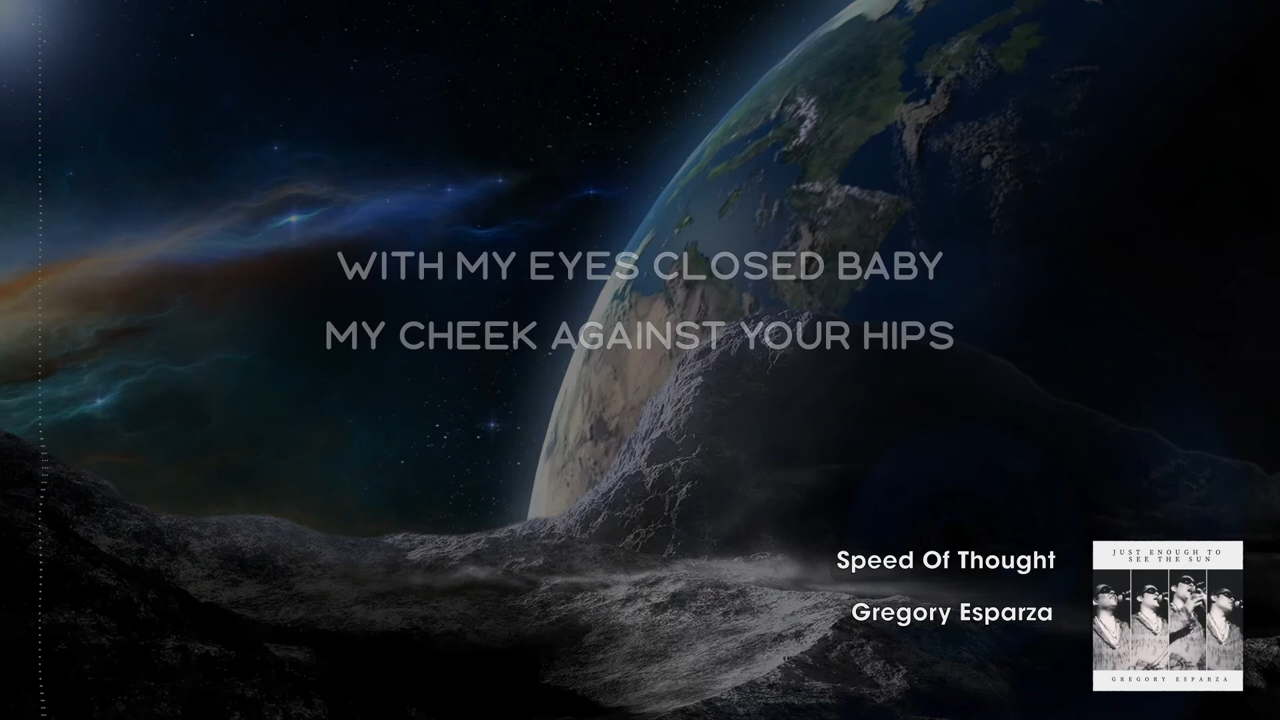 WITH MY EYES CLOSED BABY
MY CHEEK AGAINST YOUR HIPS
Speed Of Thought
Gregory Esparza
JUST ENOUGH TO
SEE THE SUN
GREGORY ESPARZA